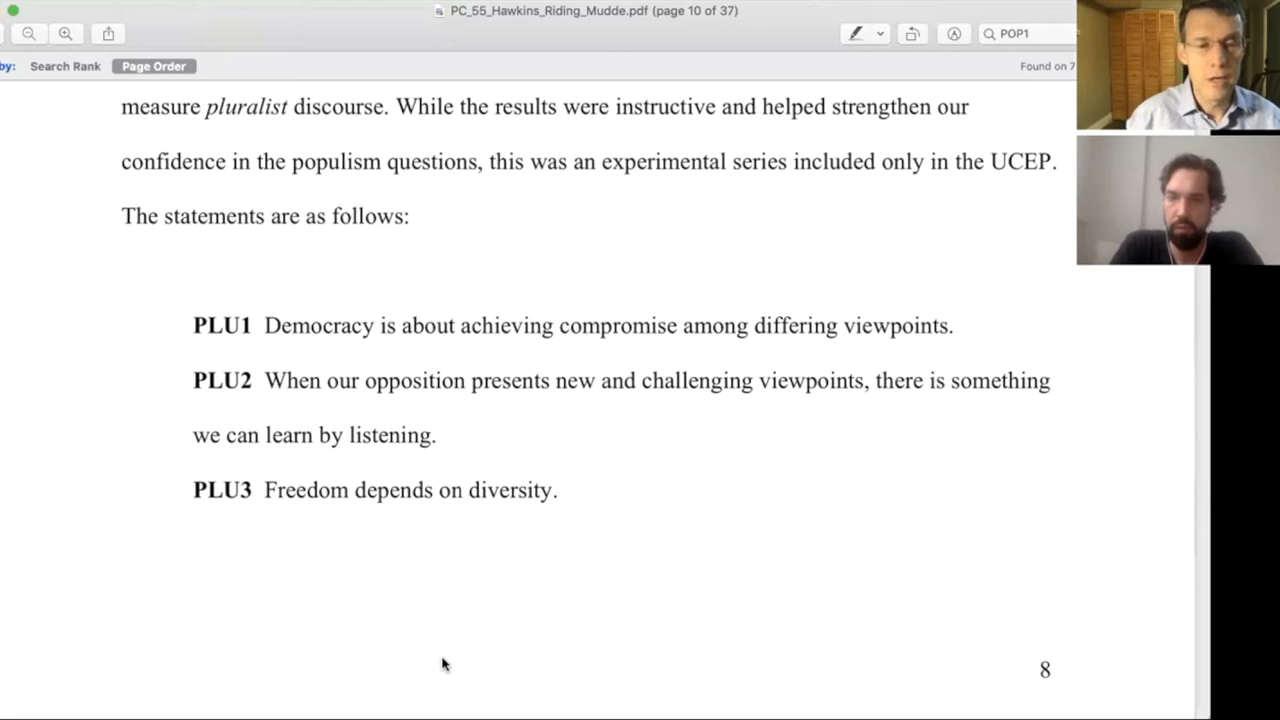 PC_55_Hawkins_Riding_Mudde.pdf (page 10 of 37)
POP1
by:
Search Rank
Page Order
Found on 7
measure pluralist discourse. While the results were instructive and helped strengthen our
confidence in the populism questions, this was an experimental series included only in the UCEP.
The statements are as follows:
PLU1 Democracy is about achieving compromise among differing viewpoints.
PLU2 When our opposition presents new and challenging viewpoints, there is something
we can learn by listening.
PLU3 Freedom depends on diversity.
8